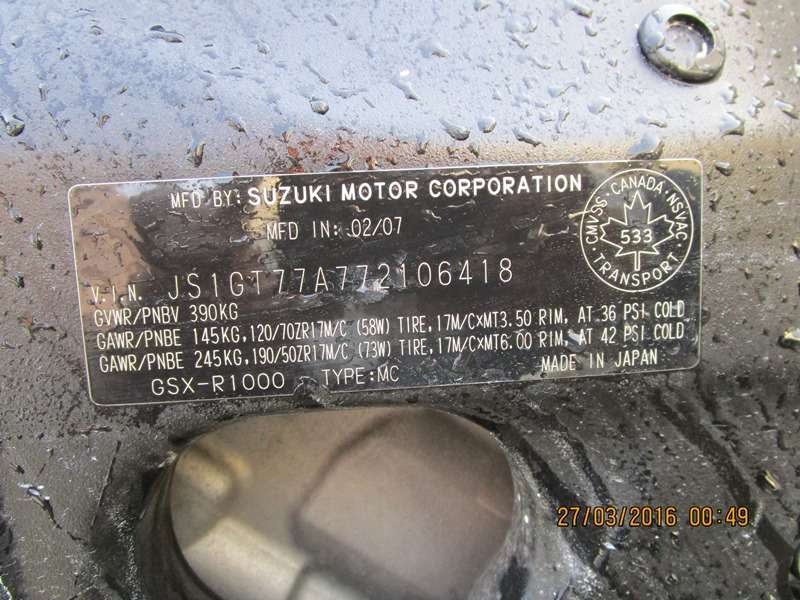 MFD BY: SUZUKI MOTOR CORPORATION
MFD IN: 02/07
V.I.N. JS1GT77A772106418
GVWR/PNBV 390KG
GAWR/PNBE 145KG,120/70ZR17M/C (58W) TIRE,17M/C×MT3.50 RIM, AT 36 PSI COLD
GAWR/PNBE 245KG,190/50ZR17M/C (73W) TIRE,17M/C×MT6.00 RIM, AT 42 PSI COLD
GSX-R1000 TYPE:MC MADE IN JAPAN
CMVSS · CANADA · NSVAC
533
· TRANSPORT ·
27/03/2016 00:49